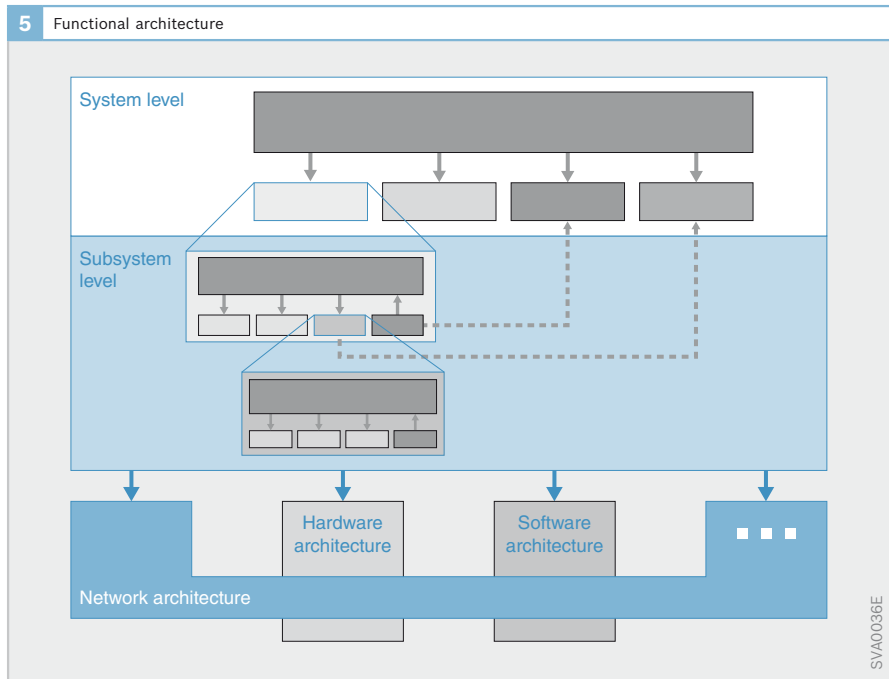 5 Functional architecture
System level
Subsystem
level
Hardware
architecture
Software
architecture
Network architecture
SVA0036E